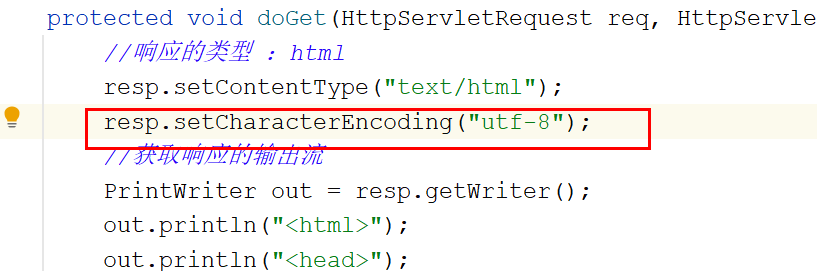 protected void doGet(HttpServletRequest req, HttpServle
//响应的类型 : html
resp.setContentType("text/html");
resp.setCharacterEncoding("utf-8");
//获取响应的输出流
PrintWriter out = resp.getWriter();
out.println("<html>");
out.println("<head>");